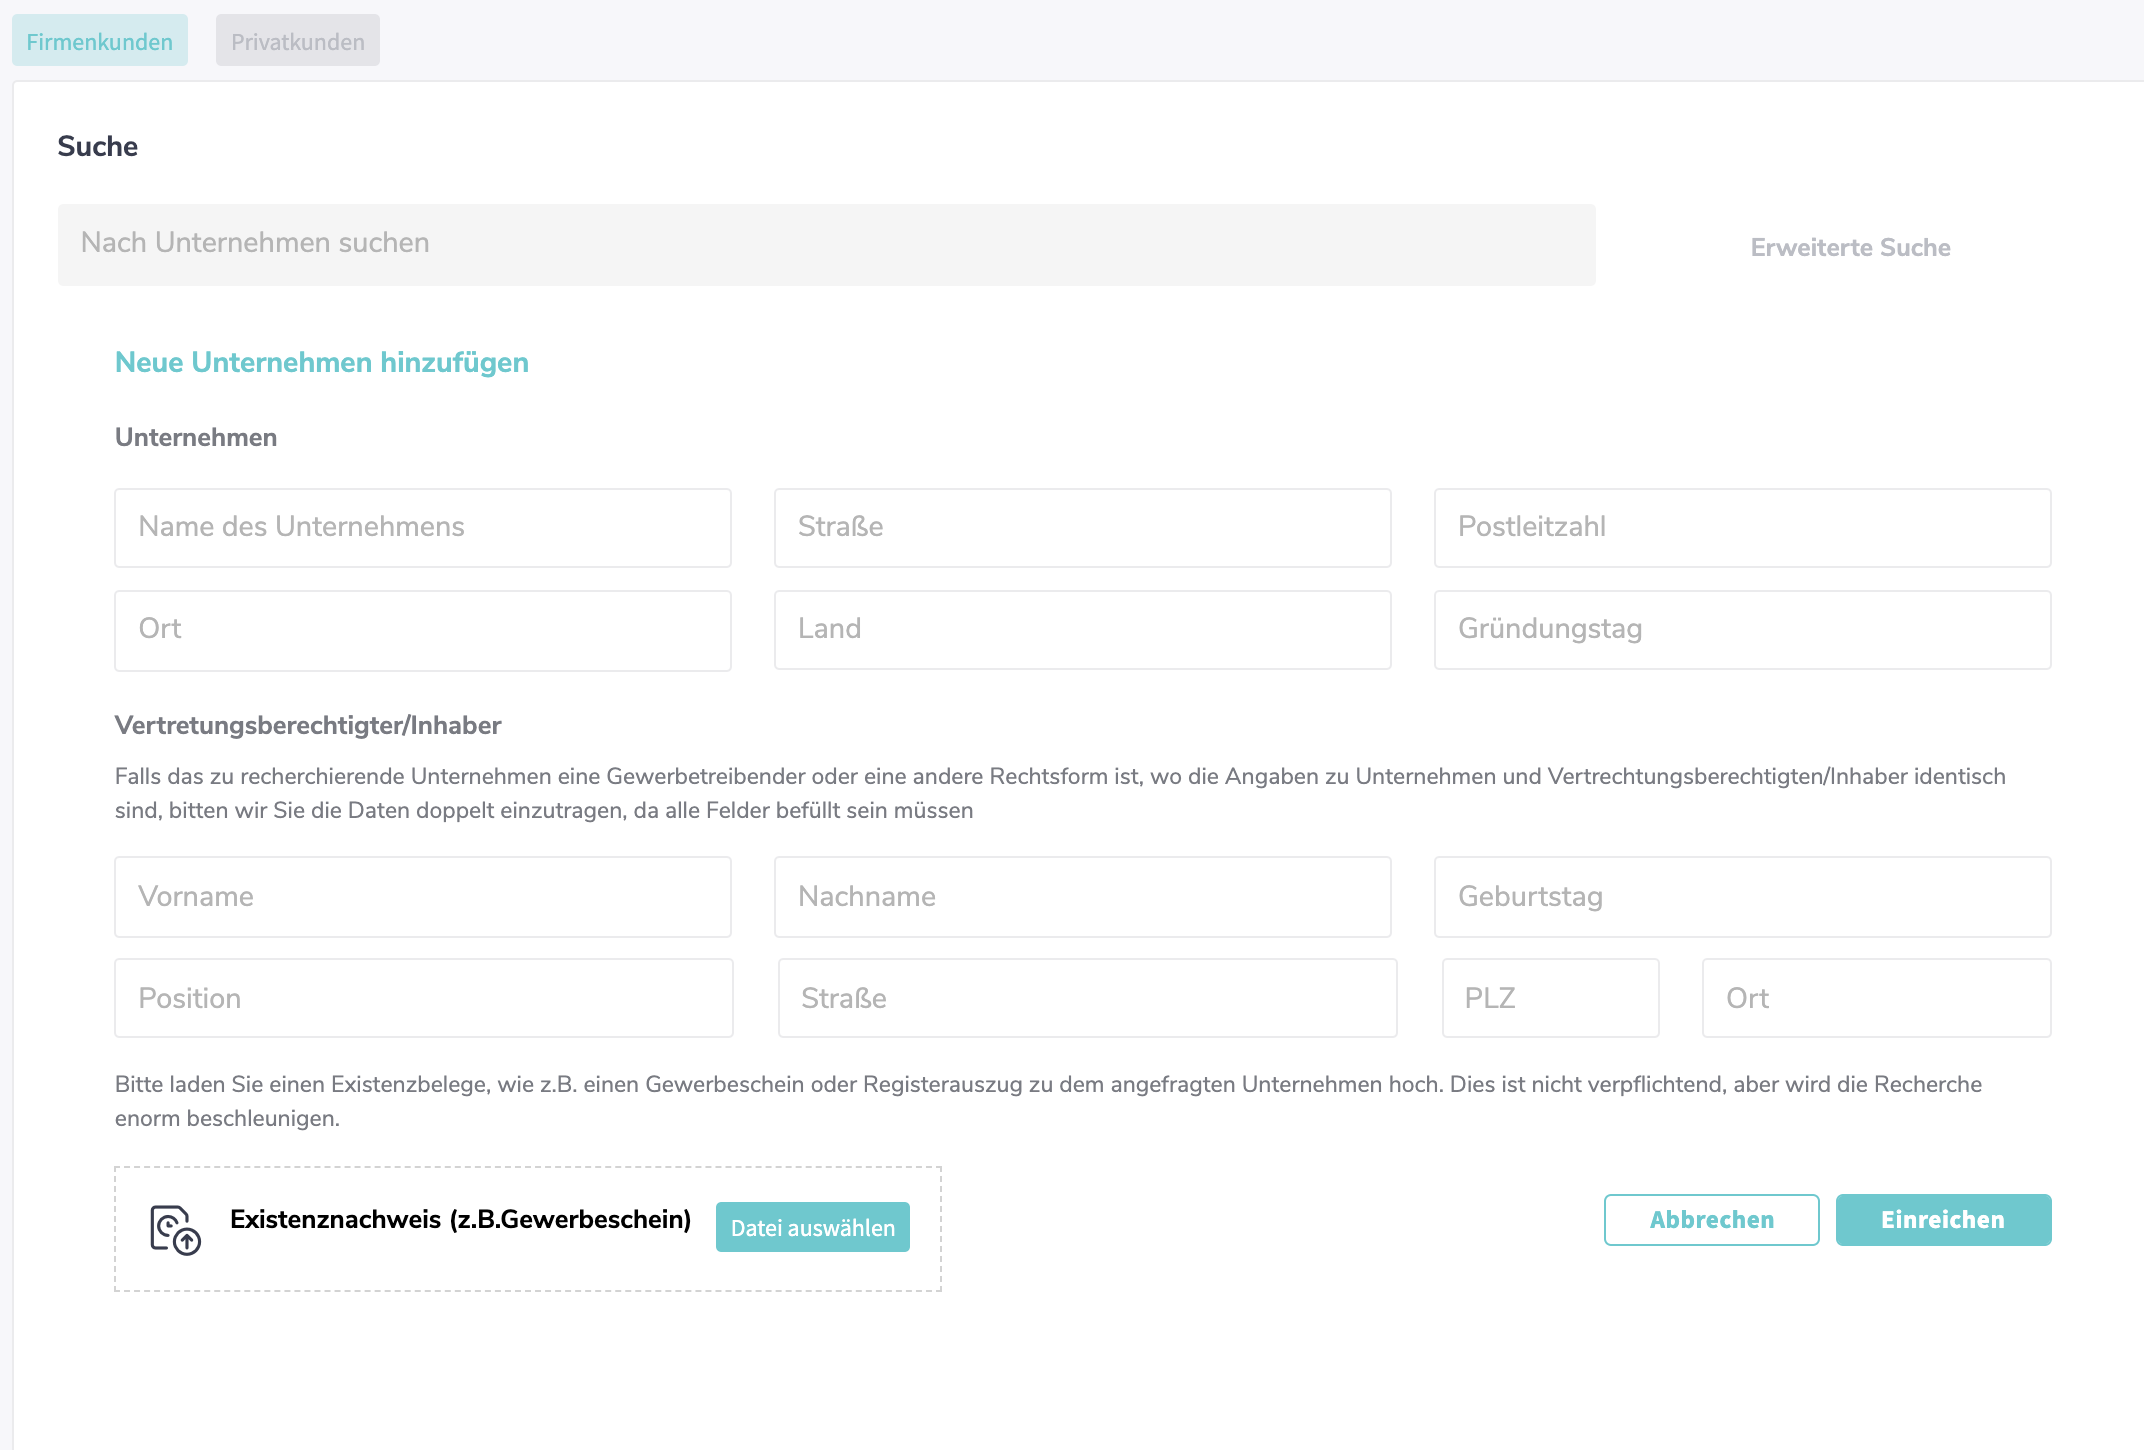 Firmenkunden
Privatkunden
Suche
Nach Unternehmen suchen
Erweiterte Suche
Neue Unternehmen hinzufügen
Unternehmen
Name des Unternehmens
Straße
Postleitzahl
Ort
Land
Gründungstag
Vertretungsberechtigter/Inhaber
Falls das zu recherchierende Unternehmen eine Gewerbetreibender oder eine andere Rechtsform ist, wo die Angaben zu Unternehmen und Vertrechtungsberechtigten/Inhaber identisch
sind, bitten wir Sie die Daten doppelt einzutragen, da alle Felder befüllt sein müssen
Vorname
Nachname
Geburtstag
Position
Straße
PLZ
Ort
Bitte laden Sie einen Existenzbelege, wie z.B. einen Gewerbeschein oder Registerauszug zu dem angefragten Unternehmen hoch. Dies ist nicht verpflichtend, aber wird die Recherche
enorm beschleunigen.
Existenznachweis (z.B.Gewerbeschein)
Datei auswählen
Abbrechen
Einreichen